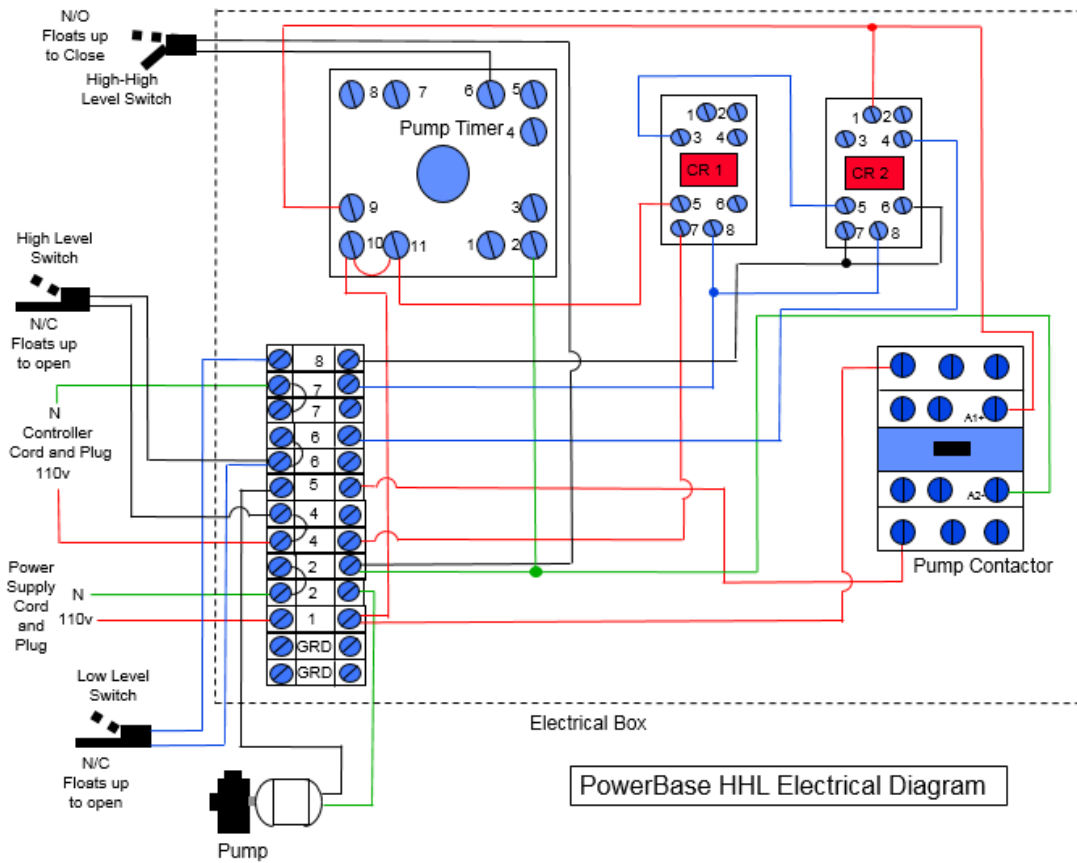 N/O
Floats up
to Close
High-High
Level Switch
8
7
6
5
4
Pump Timer
9
3
10
11
1
2
1
2
3
4
CR 1
5
6
7
8
1
2
3
4
CR 2
5
6
7
8
High Level
Switch
N/C
Floats up
to open
N
Controller
Cord and Plug
110v
Power
Supply
Cord
and
Plug
N
110v
8
7
7
6
6
5
4
4
2
2
1
GRD
GRD
A1+
A2-
Pump Contactor
Low Level
Switch
N/C
Floats up
to open
Electrical Box
PowerBase HHL Electrical Diagram
Pump